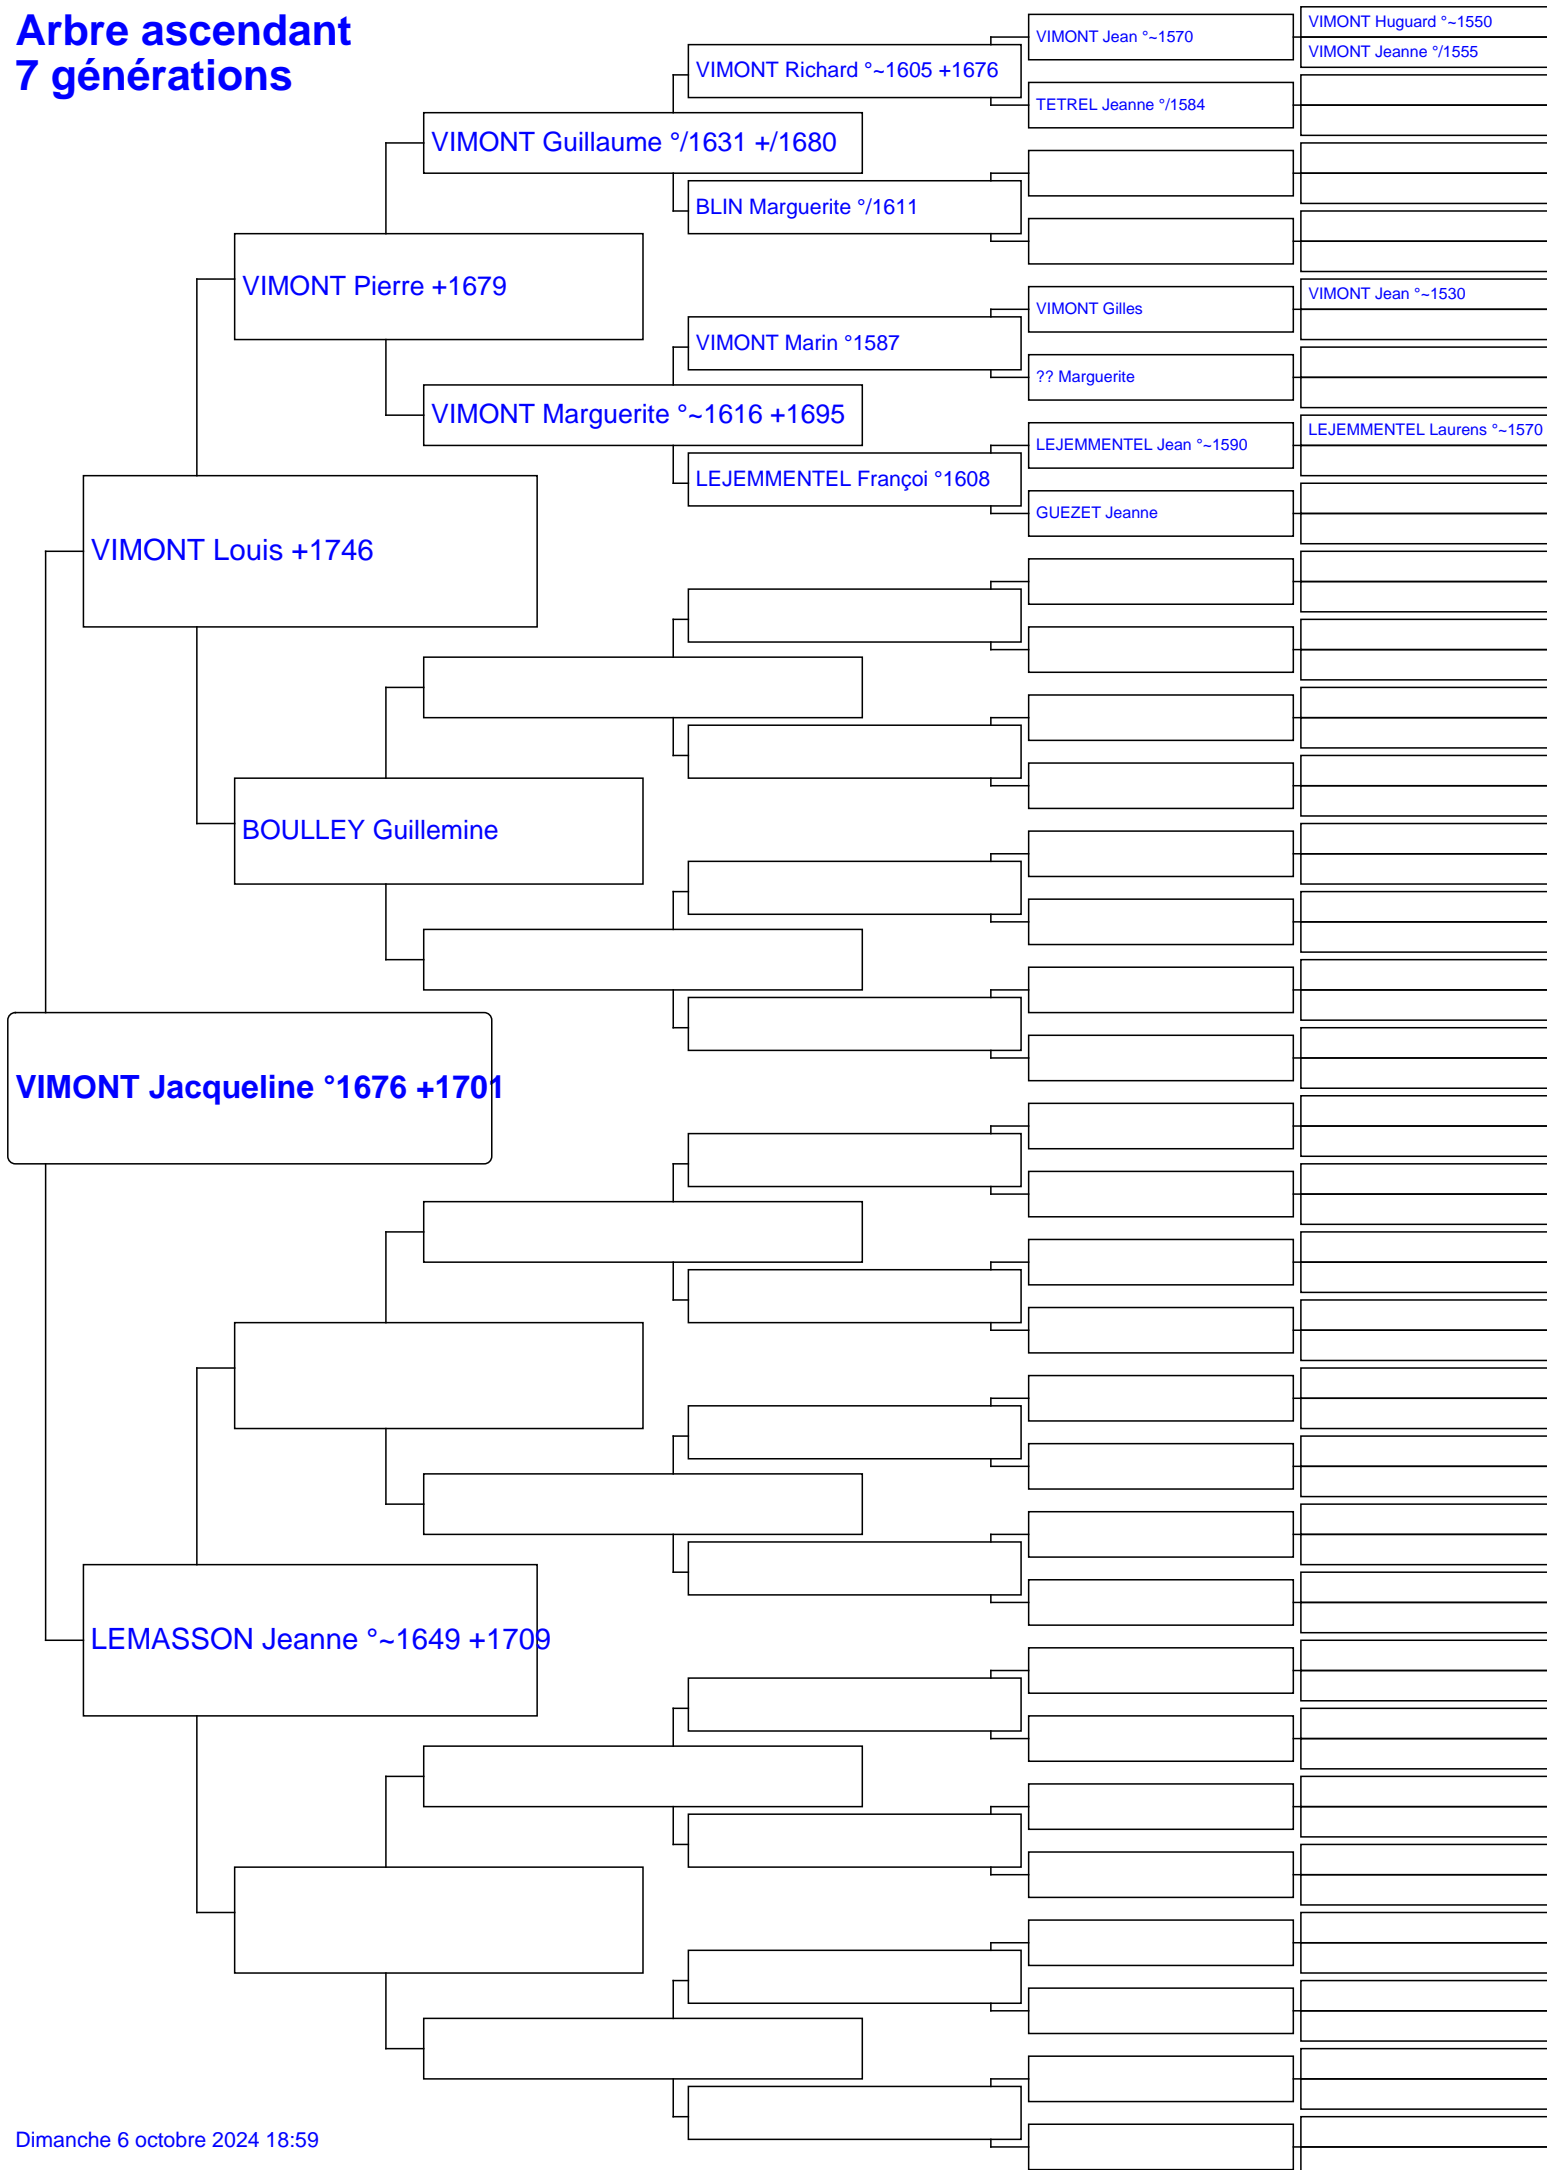 Arbre ascendant
7 générations
VIMONT Jean °~1570
VIMONT Huguard °~1550
VIMONT Jeanne °/1555
VIMONT Richard °~1605 +1676
TETREL Jeanne °/1584
VIMONT Guillaume °/1631 +/1680
BLIN Marguerite °/1611
VIMONT Pierre +1679
VIMONT Gilles
VIMONT Jean °~1530
VIMONT Marin °1587
?? Marguerite
VIMONT Marguerite °~1616 +1695
LEJEMMENTEL Jean °~1590
LEJEMMENTEL Laurens °~1570
LEJEMMENTEL Françoi °1608
GUEZET Jeanne
VIMONT Louis +1746
BOULLEY Guillemine
VIMONT Jacqueline °1676 +1701
LEMASSON Jeanne °~1649 +1709
Dimanche 6 octobre 2024 18:59